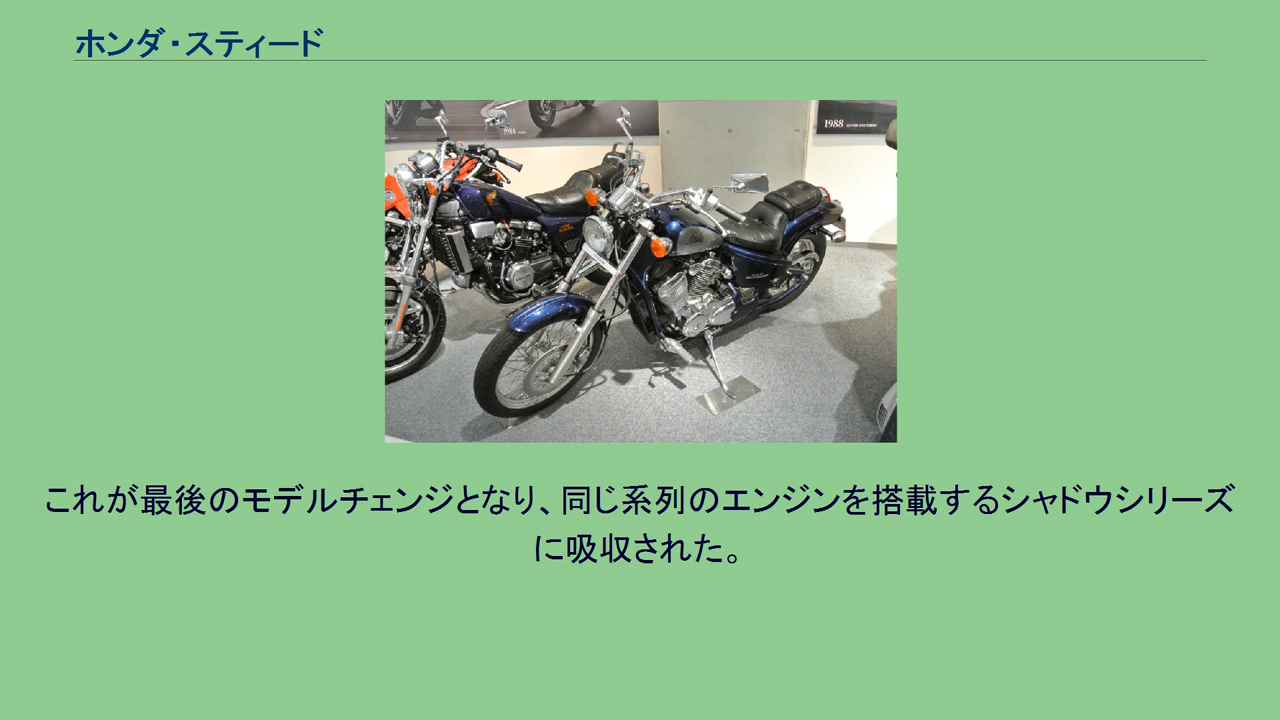 ホンダ・スティード
1984
1988
これが最後のモデルチェンジとなり、同じ系列のエンジンを搭載するシャドウシリーズ
に吸収された。